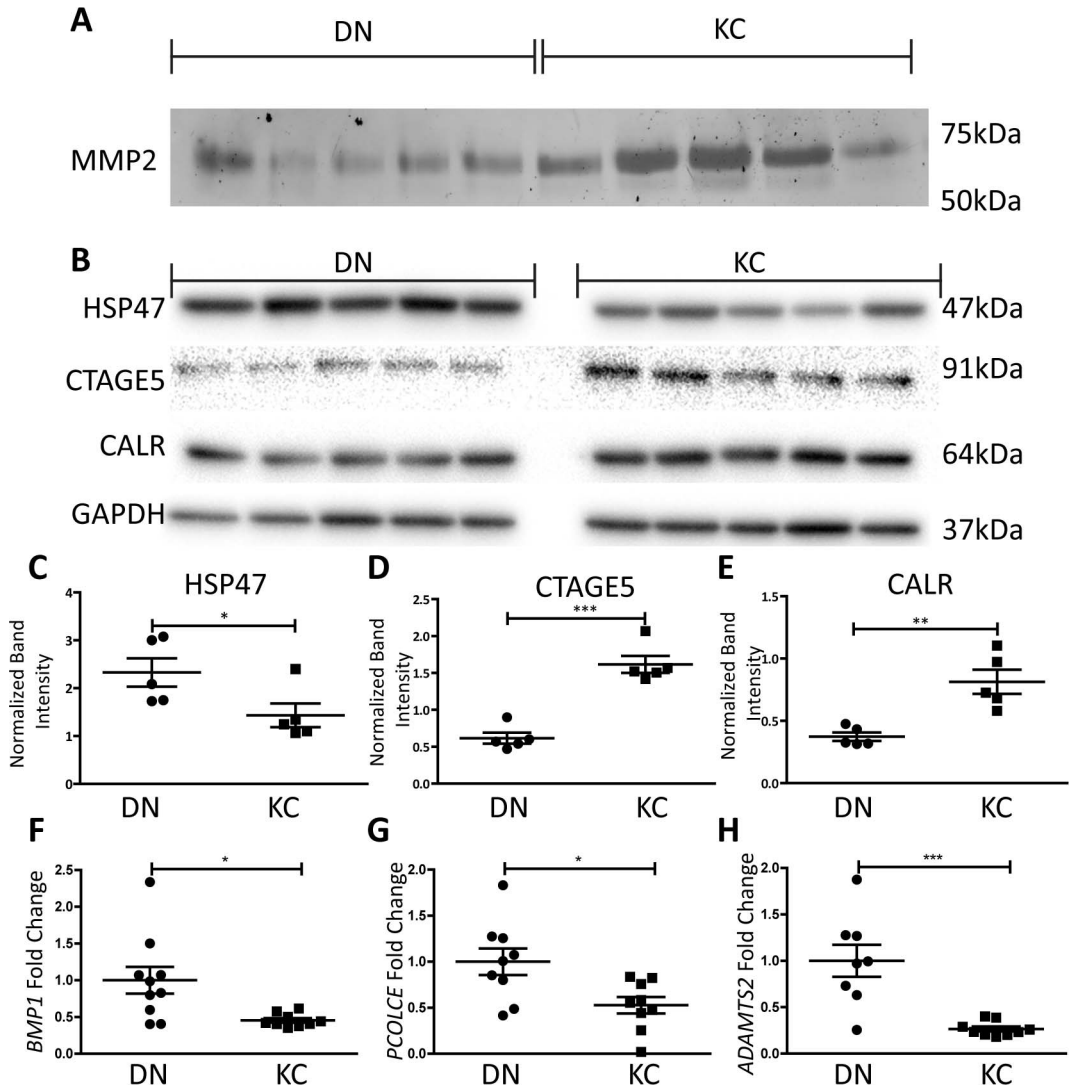 A
DN
KC
MMP2
75kDa
50kDa
B
DN
KC
HSP47
47kDa
CTAGE5
91kDa
CALR
64kDa
GAPDH
37kDa
C
HSP47
Normalized Band
Intensity
4
3
2
1
0
*
DN
KC
D
CTAGE5
Normalized Band
Intensity
2.5
2.0
1.5
1.0
0.5
0.0
***
DN
KC
E
CALR
Normalized Band
Intensity
1.5
1.0
0.5
0.0
**
DN
KC
F
BMP1 Fold Change
2.5
2.0
1.5
1.0
0.5
0.0
*
DN
KC
G
PCOLCE Fold Change
2.0
1.5
1.0
0.5
0.0
*
DN
KC
H
ADAMTS2 Fold Change
2.0
1.5
1.0
0.5
0.0
***
DN
KC